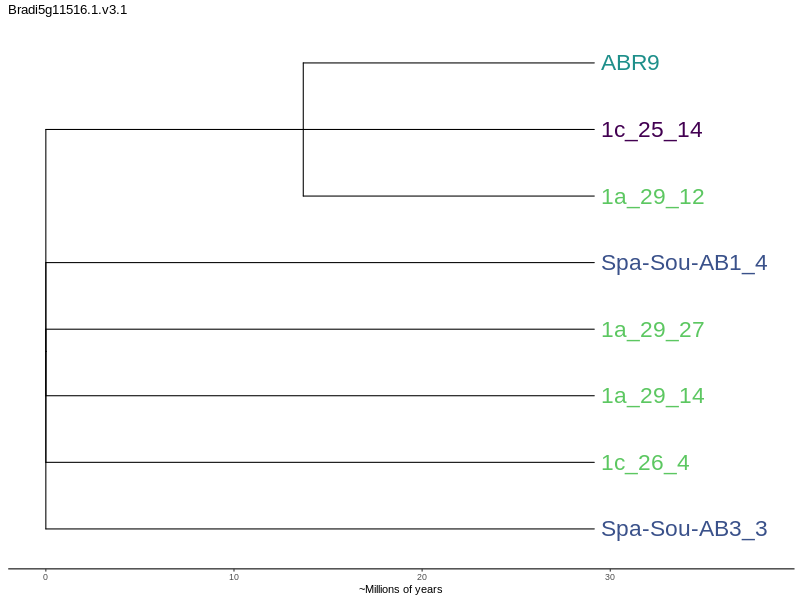 Bradi5g11516.1.v3.1
ABR9
1c_25_14
1a_29_12
Spa-Sou-AB1_4
1a_29_27
1a_29_14
1c_26_4
Spa-Sou-AB3_3
0 10 20 30
~Millions of years